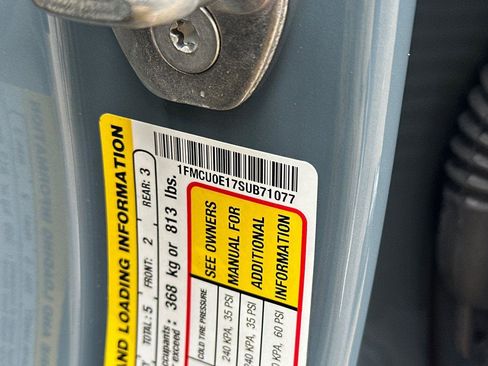 1FMCU0E17SUB71077
AND LOADING INFORMATION
TOTAL: 5 FRONT: 2 REAR: 3
368 kg or 813 lbs.
SEE OWNERS
MANUAL FOR
ADDITIONAL
INFORMATION
COLD TIRE PRESSURE
240 KPA, 35 PSI
240 KPA, 35 PSI
KPA, 60 PSI